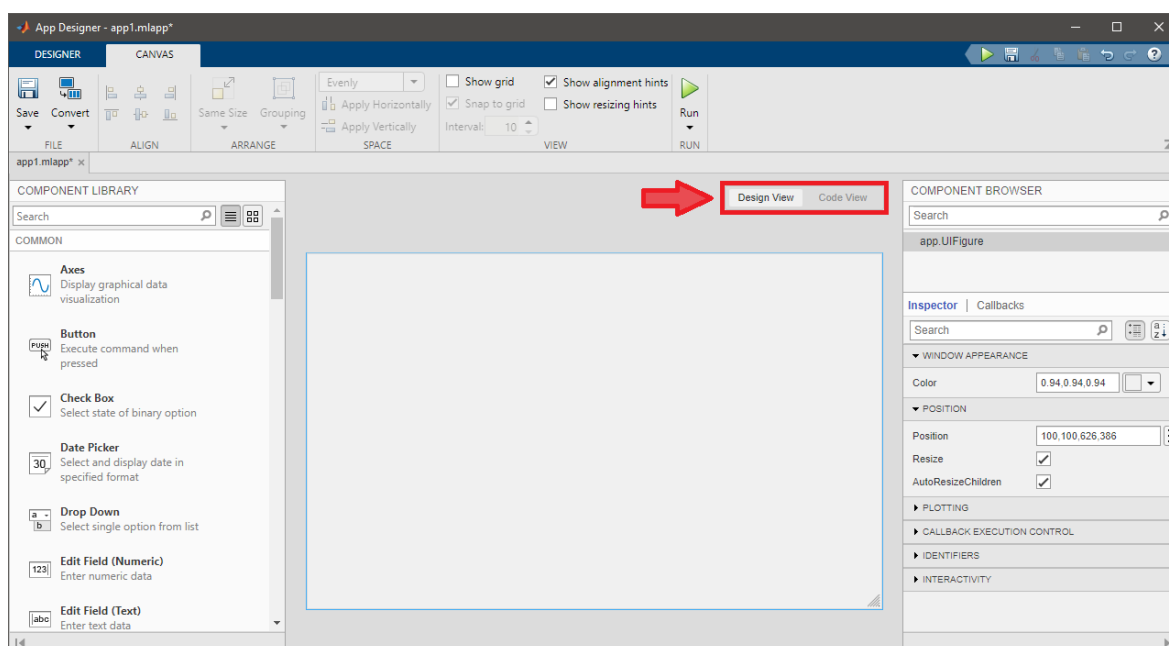 App Designer - app1.mlapp*
DESIGNER
CANVAS
Save
Convert
FILE
ALIGN
Same Size
Grouping
ARRANGE
Evenly
Apply Horizontally
Apply Vertically
SPACE
Show grid
Snap to grid
Interval: 10
Show alignment hints
Show resizing hints
VIEW
Run
RUN
app1.mlapp* ×
COMPONENT LIBRARY
Search
COMMON
Axes
Display graphical data
visualization
PUSH
Button
Execute command when
pressed
Check Box
Select state of binary option
30
Date Picker
Select and display date in
specified format
a
b
Drop Down
Select single option from list
123
Edit Field (Numeric)
Enter numeric data
abc
Edit Field (Text)
Enter text data
Design View
Code View
COMPONENT BROWSER
Search
app.UIFigure
Inspector | Callbacks
Search
a
z
WINDOW APPEARANCE
Color 0.94,0.94,0.94
POSITION
Position 100,100,626,386
Resize
AutoResizeChildren
PLOTTING
CALLBACK EXECUTION CONTROL
IDENTIFIERS
INTERACTIVITY